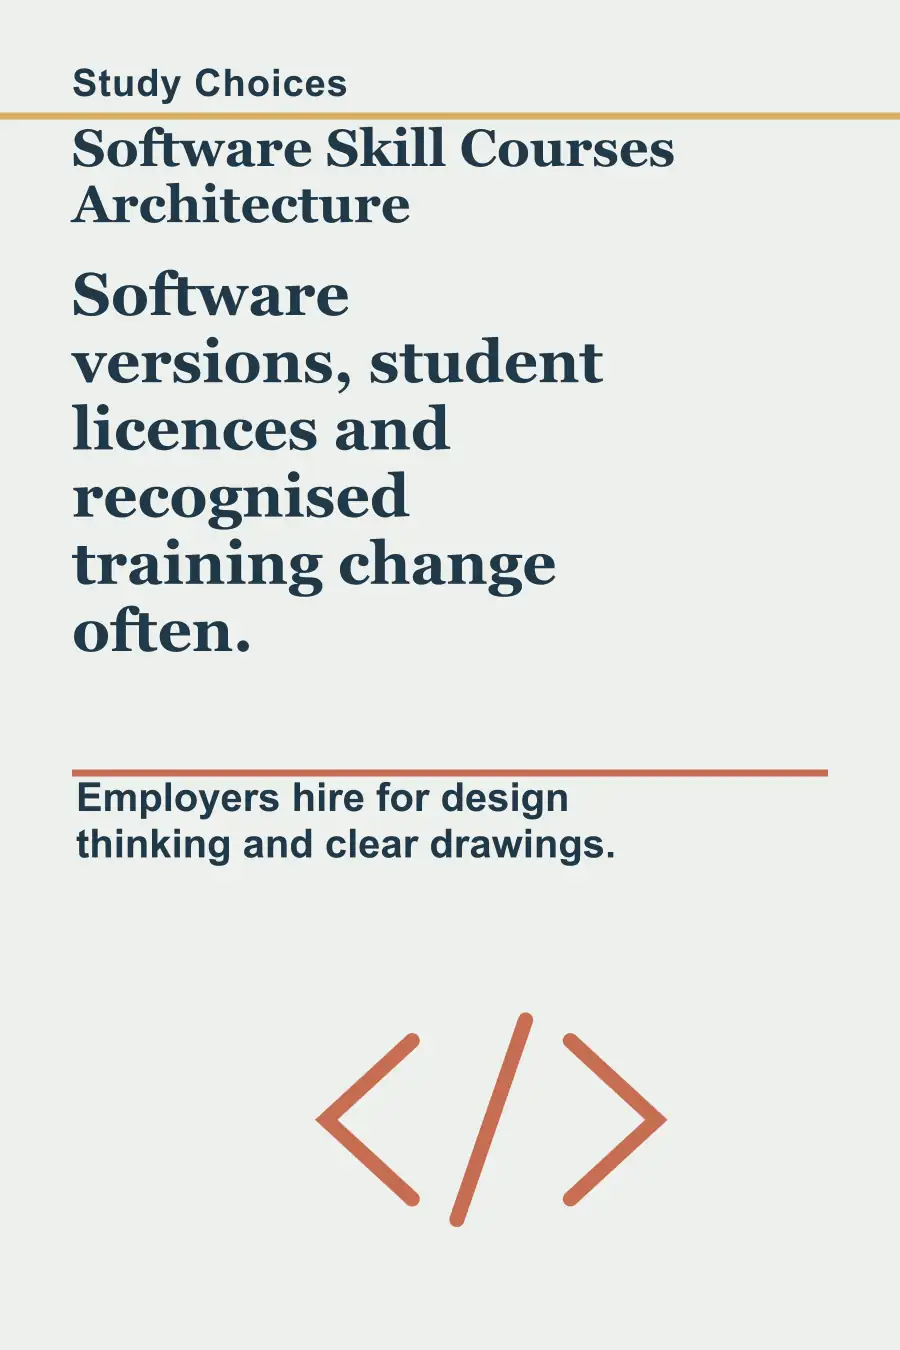 Study Choices
Software Skill Courses
Architecture
Software
versions, student
licences and
recognised
training change
often.
Employers hire for design
thinking and clear drawings.